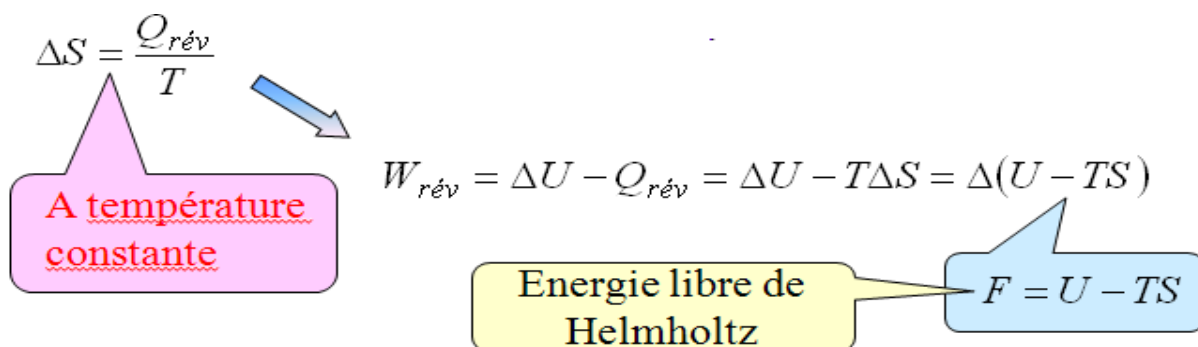 ΔS = Q_rév / T
A température
constante
W_rév = ΔU − Q_rév = ΔU − TΔS = Δ(U − TS)
Energie libre de
Helmholtz
F = U − TS